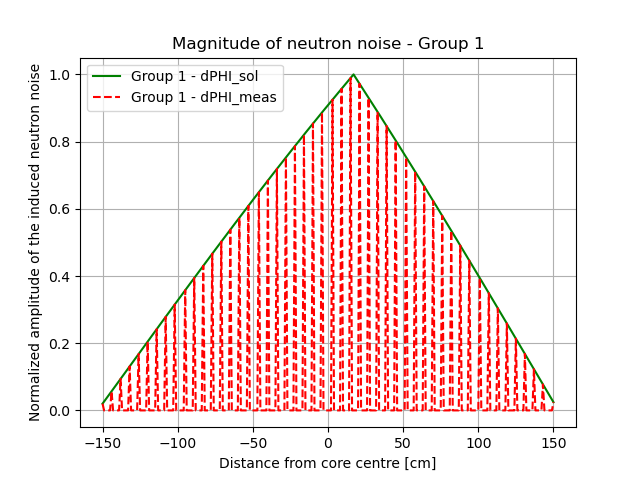 Magnitude of neutron noise - Group 1
Group 1 - dPHI_sol
Group 1 - dPHI_meas
Normalized amplitude of the induced neutron noise
1.0
0.8
0.6
0.4
0.2
0.0
−150
−100
−50
0
50
100
150
Distance from core centre [cm]